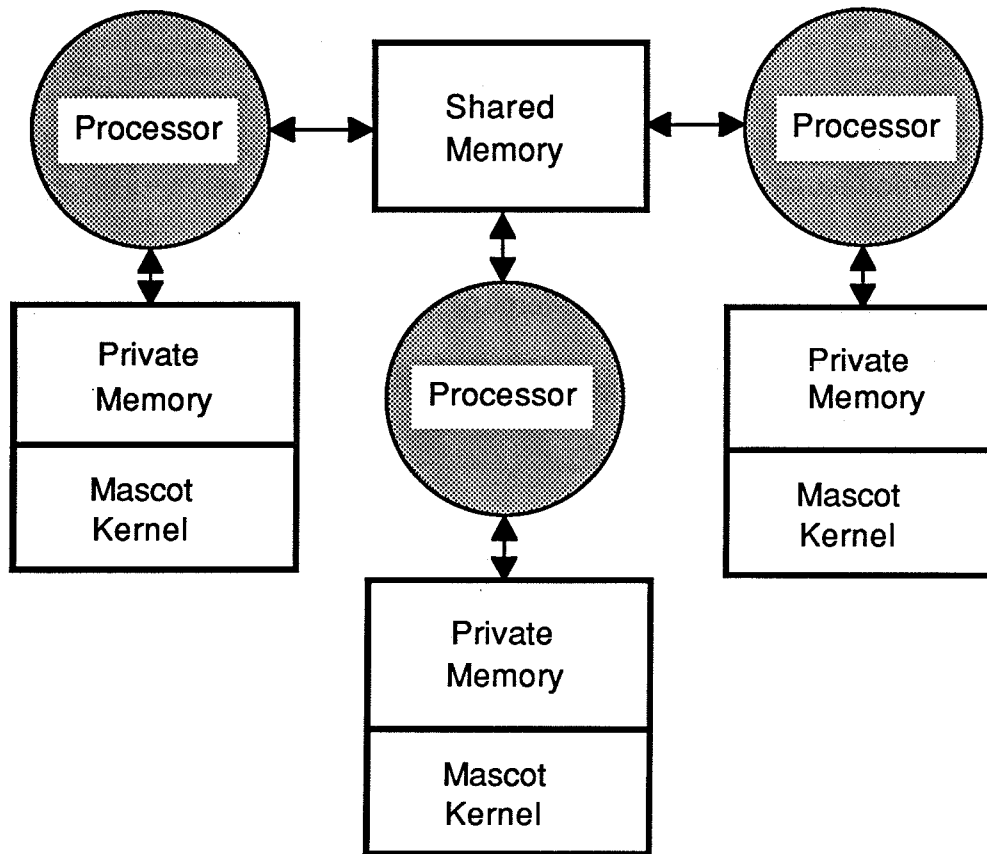 Processor
Shared
Memory
Processor
Private
Memory
Mascot
Kernel
Processor
Private
Memory
Mascot
Kernel
Private
Memory
Mascot
Kernel